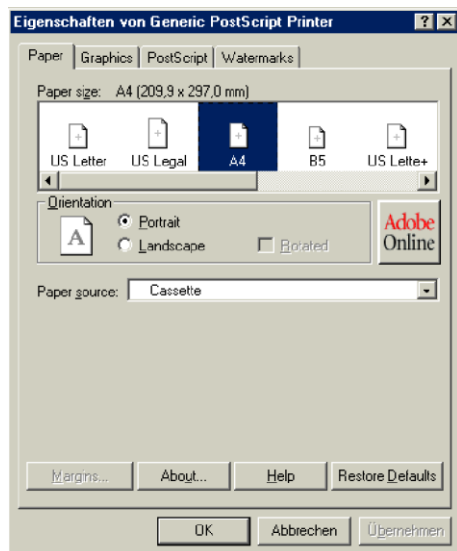 Eigenschaften von Generic PostScript Printer
Paper Graphics PostScript Watermarks
Paper size: A4 (209,9 x 297,0 mm)
US Letter US Legal A4 B5 US Lette+
Orientation
A
Portrait
Landscape
Rotated
Adobe
Online
Paper source: Cassette
Margins... About... Help Restore Defaults
OK Abbrechen Übernehmen